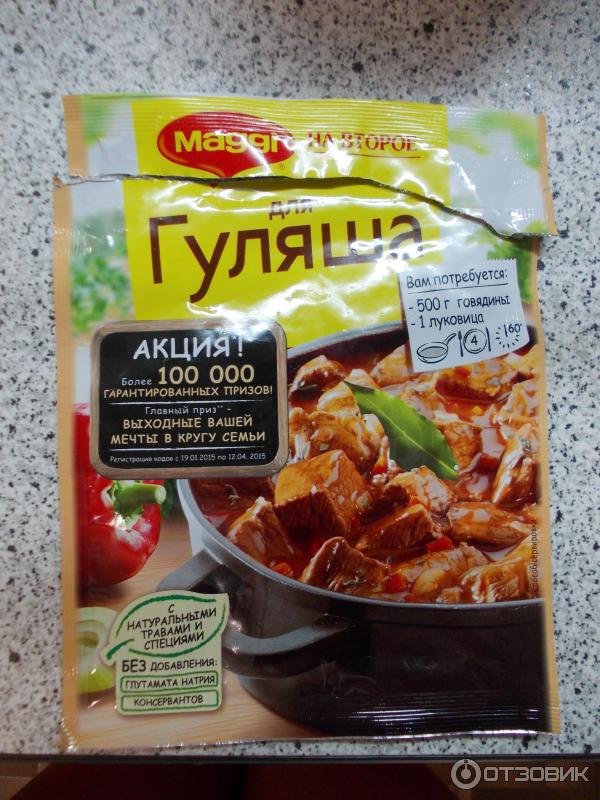 Maggi НА ВТОРОЕ
®
для
Гуляша
Вам потребуется:
- 500 г говядины
- 1 луковица
4
60'
АКЦИЯ!
Более 100 000
ГАРАНТИРОВАННЫХ ПРИЗОВ!
Главный приз** -
ВЫХОДНЫЕ ВАШЕЙ
МЕЧТЫ В КРУГУ СЕМЬИ
Регистрация кодов с 19.01.2015 по 12.04. 2015
С
НАТУРАЛЬНЫМИ
ТРАВАМИ И
СПЕЦИЯМИ
БЕЗ ДОБАВЛЕНИЯ:
ГЛУТАМАТА НАТРИЯ
КОНСЕРВАНТОВ
ОТЗОВИК